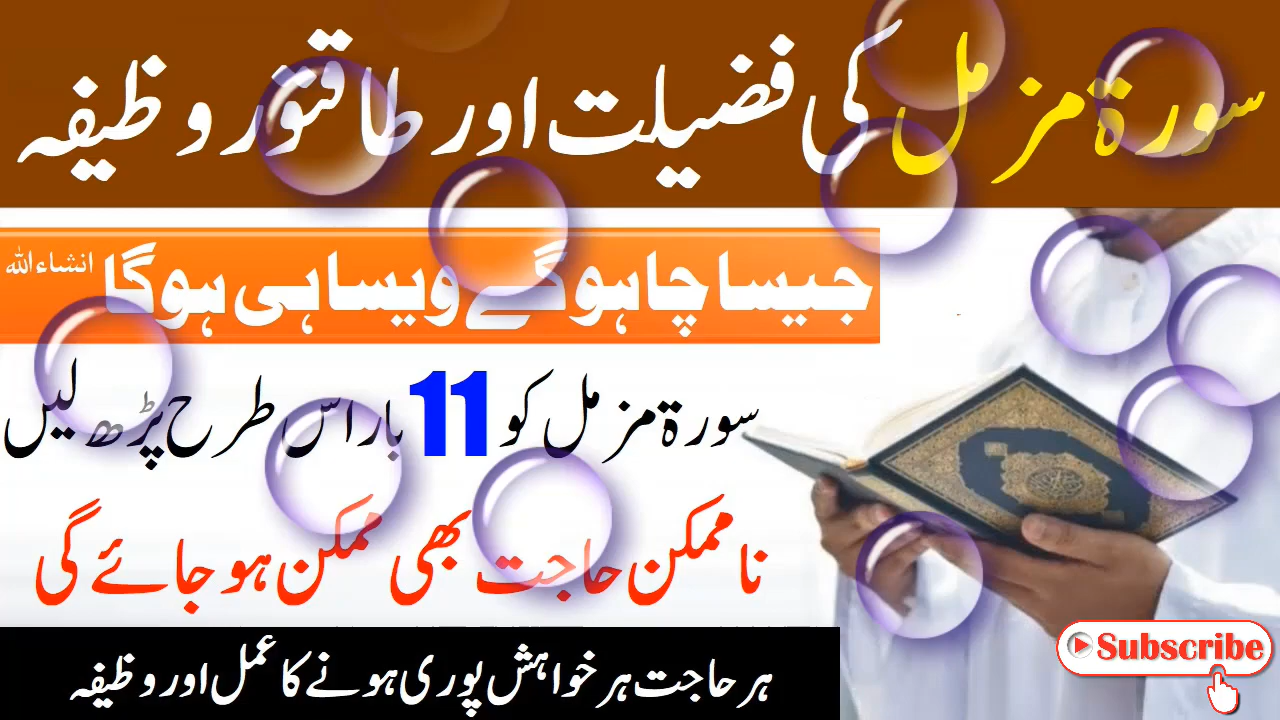 سورۃ مزمل کی فضیلت اور طاقتور وظیفہ
جیسا چاہو گے ویسا ہی ہوگا انشاءاللہ
سورۃ مزمل کو 11 بار اس طرح پڑھ لیں
ناممکن حاجت بھی ممکن ہو جائے گی
ہر حاجت ہر خواہش پوری ہونے کا عمل اور وظیفہ
Subscribe